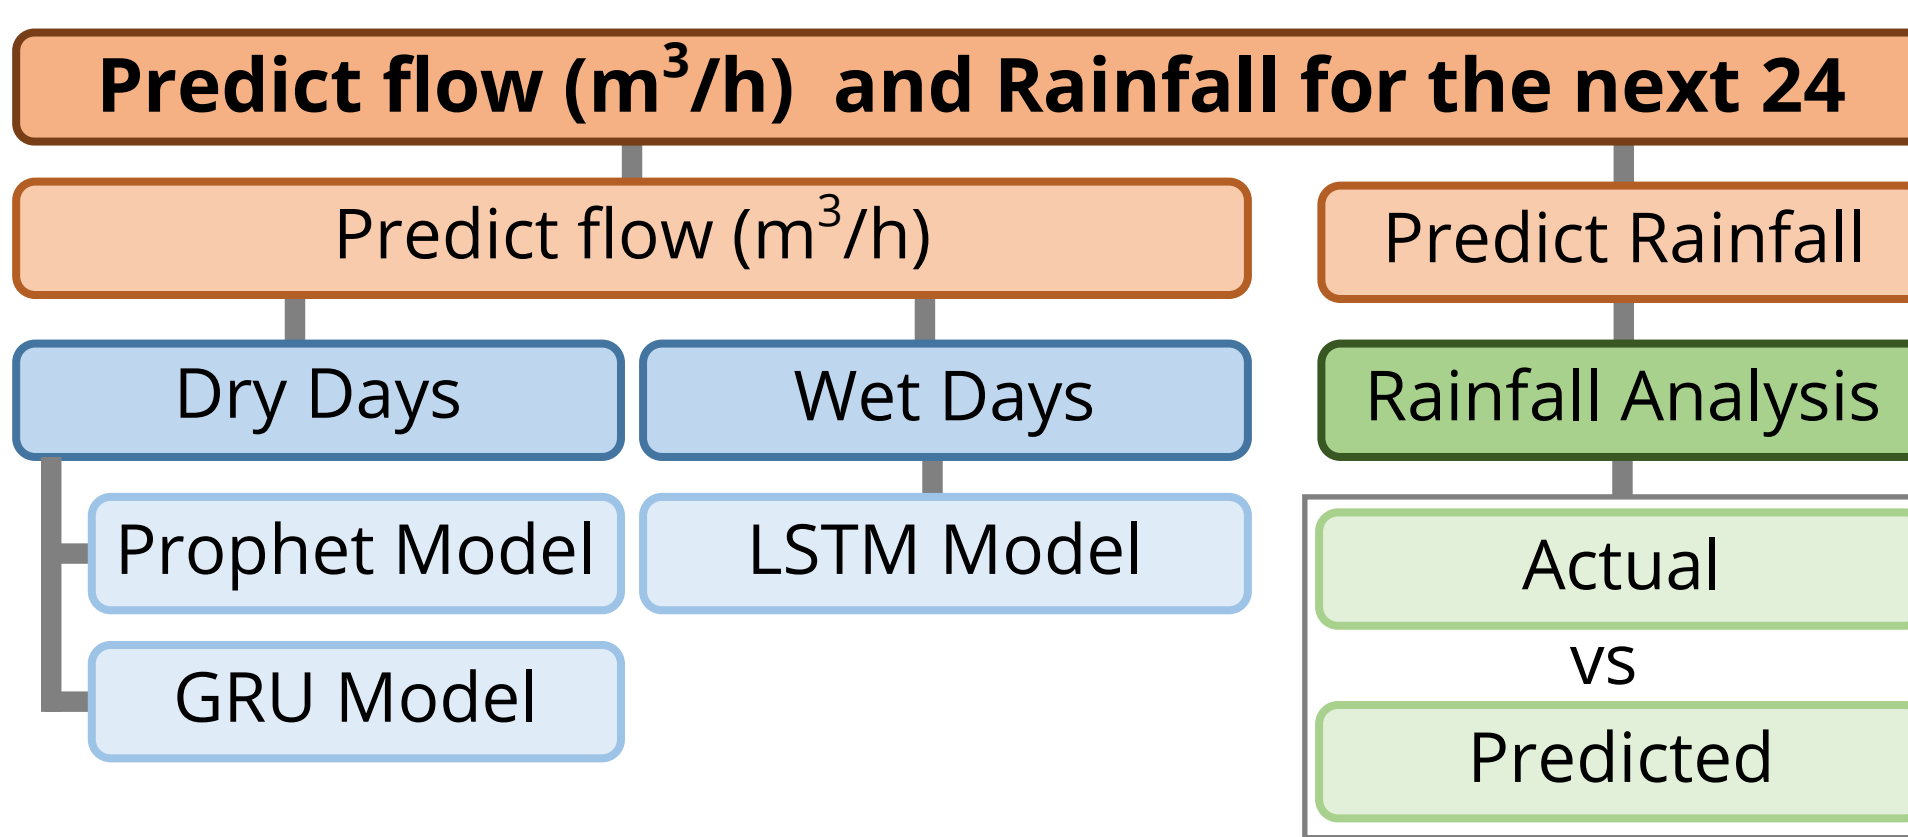 Predict flow (m³/h) and Rainfall for the next 24
Predict flow (m³/h)
Predict Rainfall
Dry Days
Wet Days
Rainfall Analysis
Prophet Model
LSTM Model
GRU Model
Actual
vs
Predicted